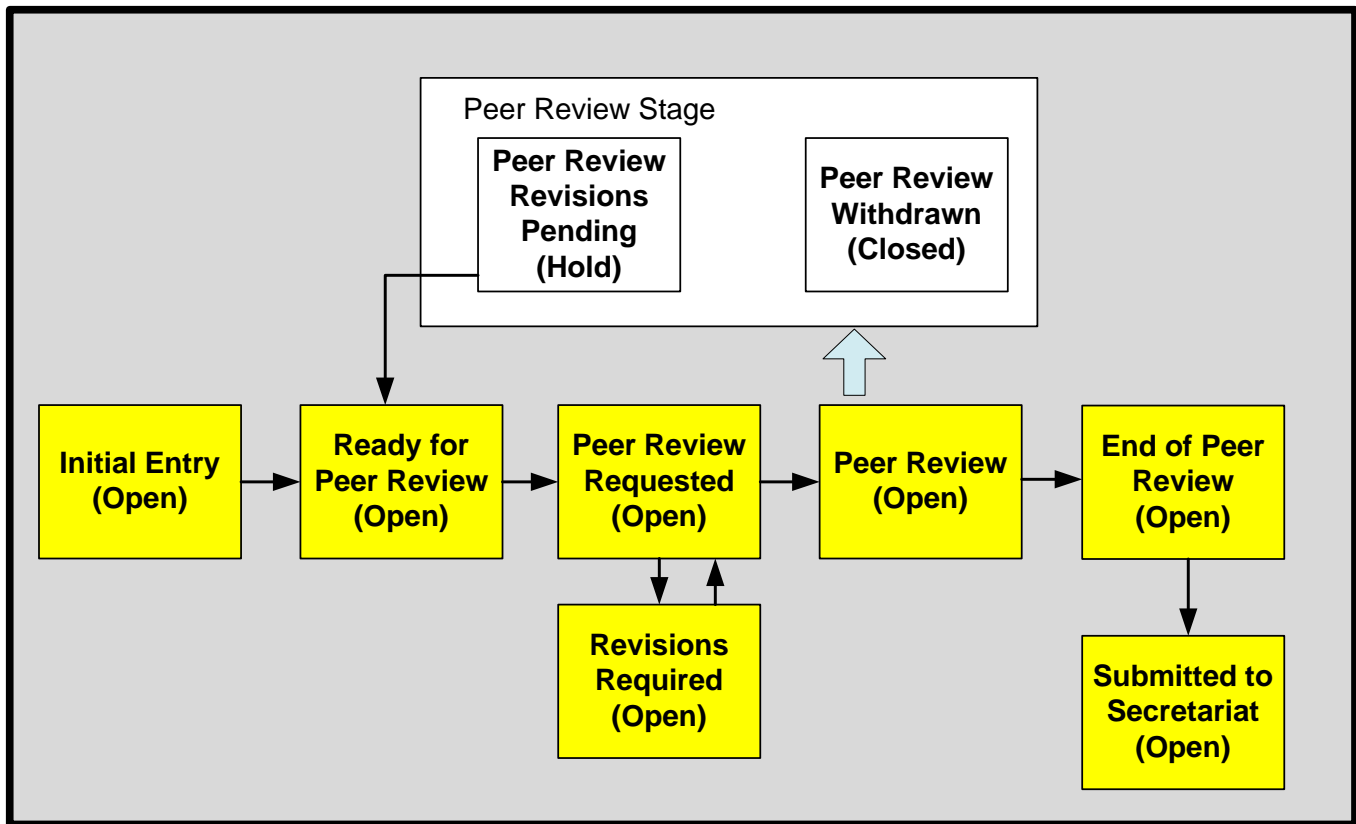 Peer Review Stage
Peer Review
Revisions
Pending
(Hold)
Peer Review
Withdrawn
(Closed)
Initial Entry
(Open)
Ready for
Peer Review
(Open)
Peer Review
Requested
(Open)
Peer Review
(Open)
End of Peer
Review
(Open)
Revisions
Required
(Open)
Submitted to
Secretariat
(Open)